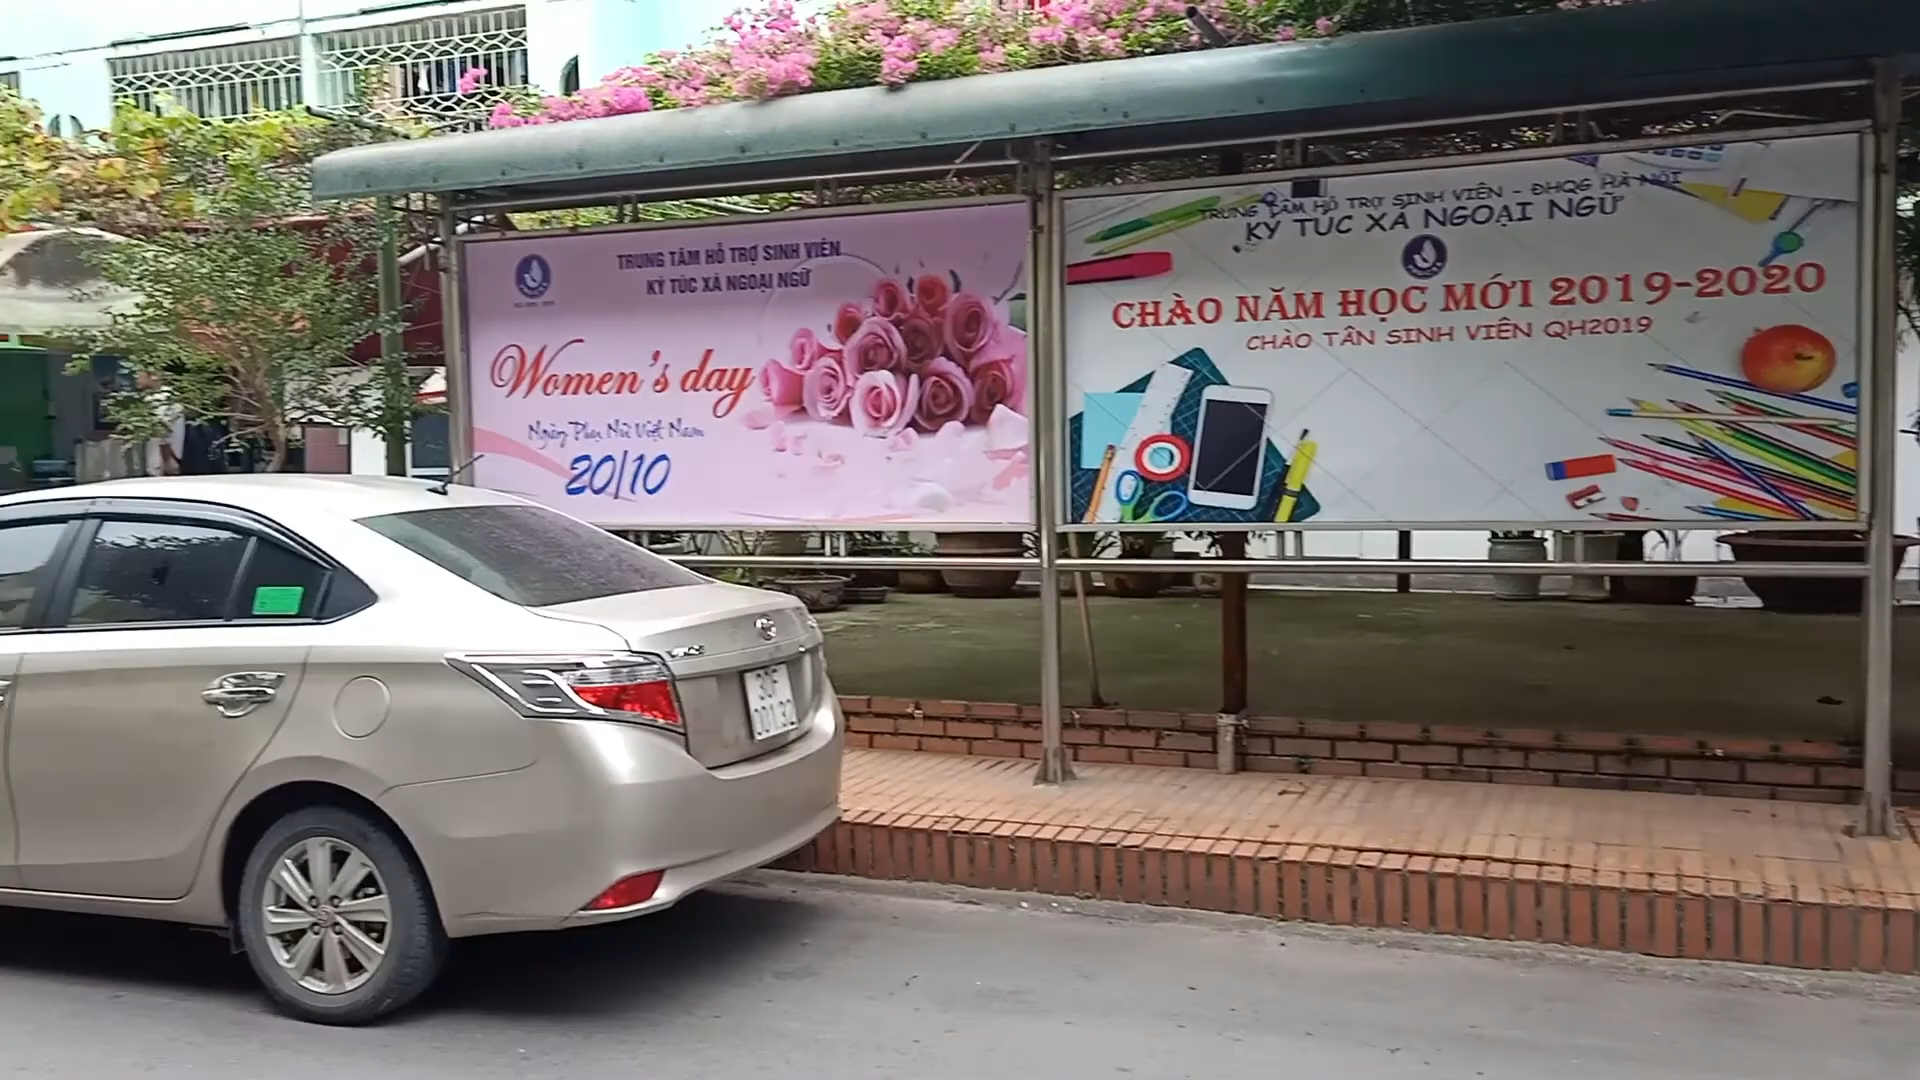 TRUNG TÂM HỖ TRỢ SINH VIÊN
KÝ TÚC XÁ NGOẠI NGỮ
Women's day
Ngày Phụ Nữ Việt Nam
20/10
TRUNG TÂM HỖ TRỢ SINH VIÊN - ĐHQG HÀ NỘI
KÝ TÚC XÁ NGOẠI NGỮ
CHÀO NĂM HỌC MỚI 2019-2020
CHÀO TÂN SINH VIÊN QH2019
30F
001.32